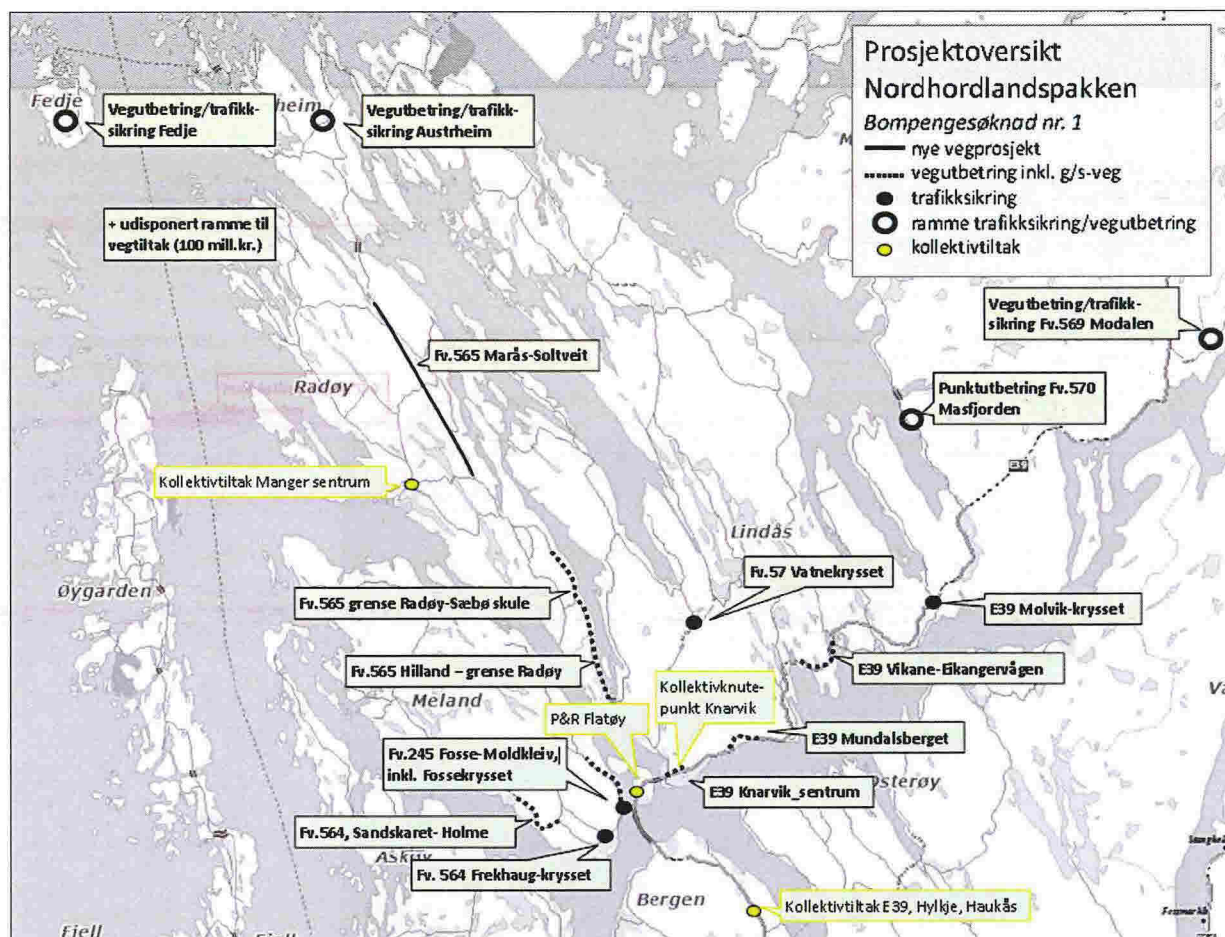 Prosjektoversikt
Nordhordlandspakken
Bompengesøknad nr. 1
nye vegprosjekt
vegutbetring inkl. g/s-veg
trafikksikring
ramme trafikksikring/vegutbetring
kollektivtiltak
Fedje
Vegutbetring/trafikk-
sikring Fedje
heim
Vegutbetring/trafikk-
sikring Austrheim
+ udisponert ramme til
vegtiltak (100 mill.kr.)
Vegutbetring/trafikk-
sikring Fv.569 Modalen
Fv.565 Marås-Soltveit
Radøy
Punktutbetring Fv.570
Masfjorden
E39
Kollektivtiltak Manger sentrum
Lindås
Fv.57 Vatnekrysset
Øygarden
Fv.565 grense Radøy-Sæbø skule
E39 Molvik-krysset
Fv.565 Hilland – grense Radøy
E39 Vikane-Eikangervågen
Meland
Kollektivknute-
punkt Knarvik
P&R Flatøy
E39 Mundalsberget
Fv.245 Fosse-Moldkleiv,
inkl. Fossekrysset
osterøy
E39 Knarvik_sentrum
Fv.564, Sandskaret- Holme
Askøy
Fv. 564 Frekhaug-krysset
Bergen
Kollektivtiltak E39, Hylkje, Haukås
Fjell